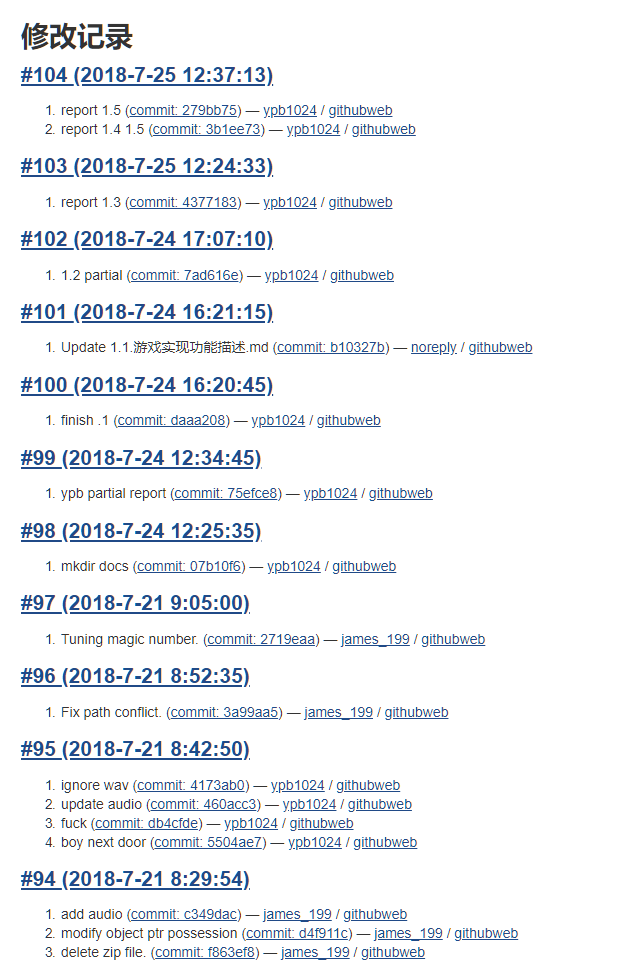 修改记录
#104 (2018-7-25 12:37:13)
1. report 1.5 (commit: 279bb75) — ypb1024 / githubweb
2. report 1.4 1.5 (commit: 3b1ee73) — ypb1024 / githubweb
#103 (2018-7-25 12:24:33)
1. report 1.3 (commit: 4377183) — ypb1024 / githubweb
#102 (2018-7-24 17:07:10)
1. 1.2 partial (commit: 7ad616e) — ypb1024 / githubweb
#101 (2018-7-24 16:21:15)
1. Update 1.1.游戏实现功能描述.md (commit: b10327b) — noreply / githubweb
#100 (2018-7-24 16:20:45)
1. finish .1 (commit: daaa208) — ypb1024 / githubweb
#99 (2018-7-24 12:34:45)
1. ypb partial report (commit: 75efce8) — ypb1024 / githubweb
#98 (2018-7-24 12:25:35)
1. mkdir docs (commit: 07b10f6) — ypb1024 / githubweb
#97 (2018-7-21 9:05:00)
1. Tuning magic number. (commit: 2719eaa) — james_199 / githubweb
#96 (2018-7-21 8:52:35)
1. Fix path conflict. (commit: 3a99aa5) — james_199 / githubweb
#95 (2018-7-21 8:42:50)
1. ignore wav (commit: 4173ab0) — ypb1024 / githubweb
2. update audio (commit: 460acc3) — ypb1024 / githubweb
3. fuck (commit: db4cfde) — ypb1024 / githubweb
4. boy next door (commit: 5504ae7) — ypb1024 / githubweb
#94 (2018-7-21 8:29:54)
1. add audio (commit: c349dac) — james_199 / githubweb
2. modify object ptr possession (commit: d4f911c) — james_199 / githubweb
3. delete zip file. (commit: f863ef8) — james_199 / githubweb